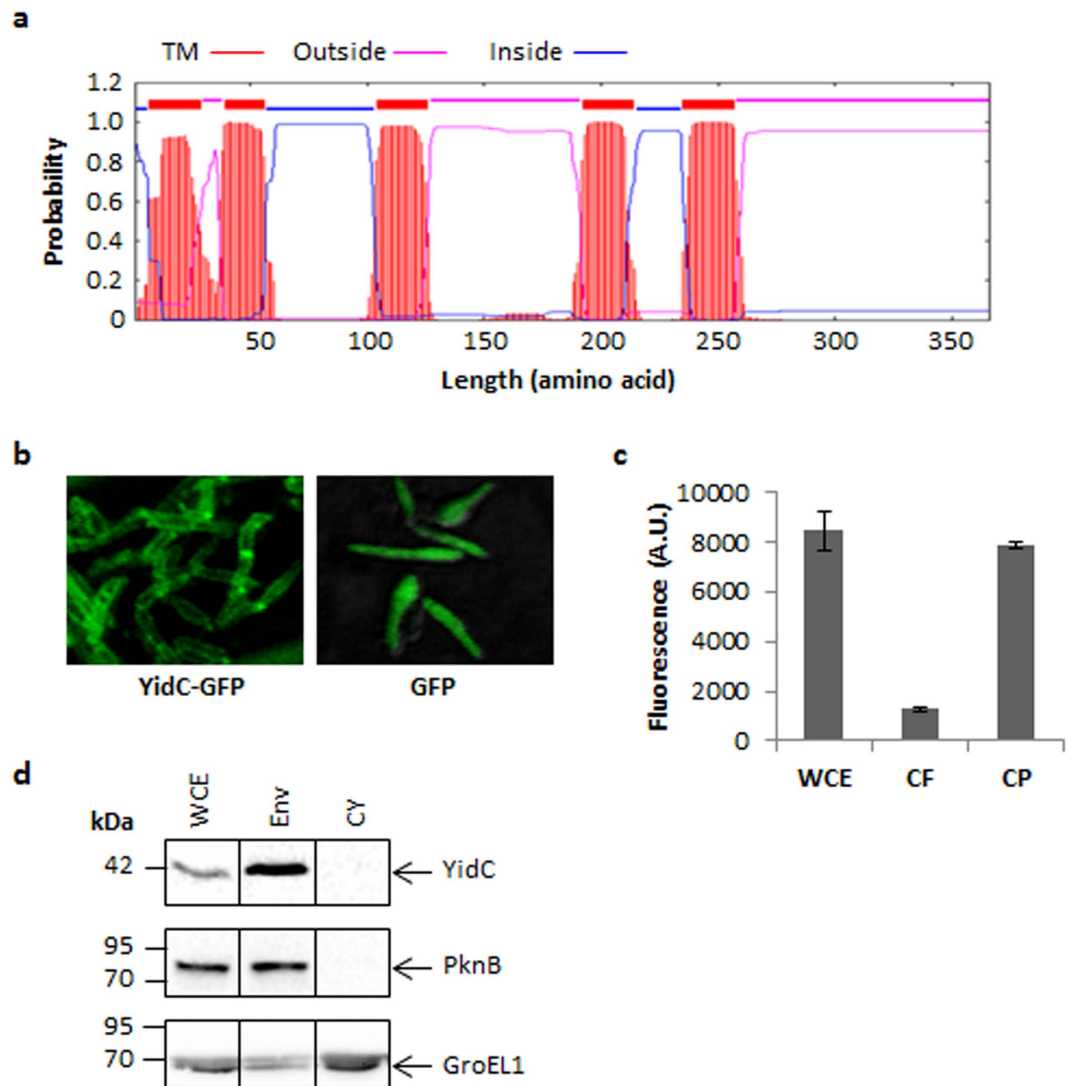 a
TM Outside Inside
1.2
1.0
0.8
0.6
0.4
0.2
0
Probability
50 100 150 200 250 300 350
Length (amino acid)
b
YidC-GFP GFP
c
10000
8000
6000
4000
2000
0
Fluorescence (A.U.)
WCE CF CP
d
kDa WCE Env CY
42 YidC
95
70 PknB
95
70 GroEL1